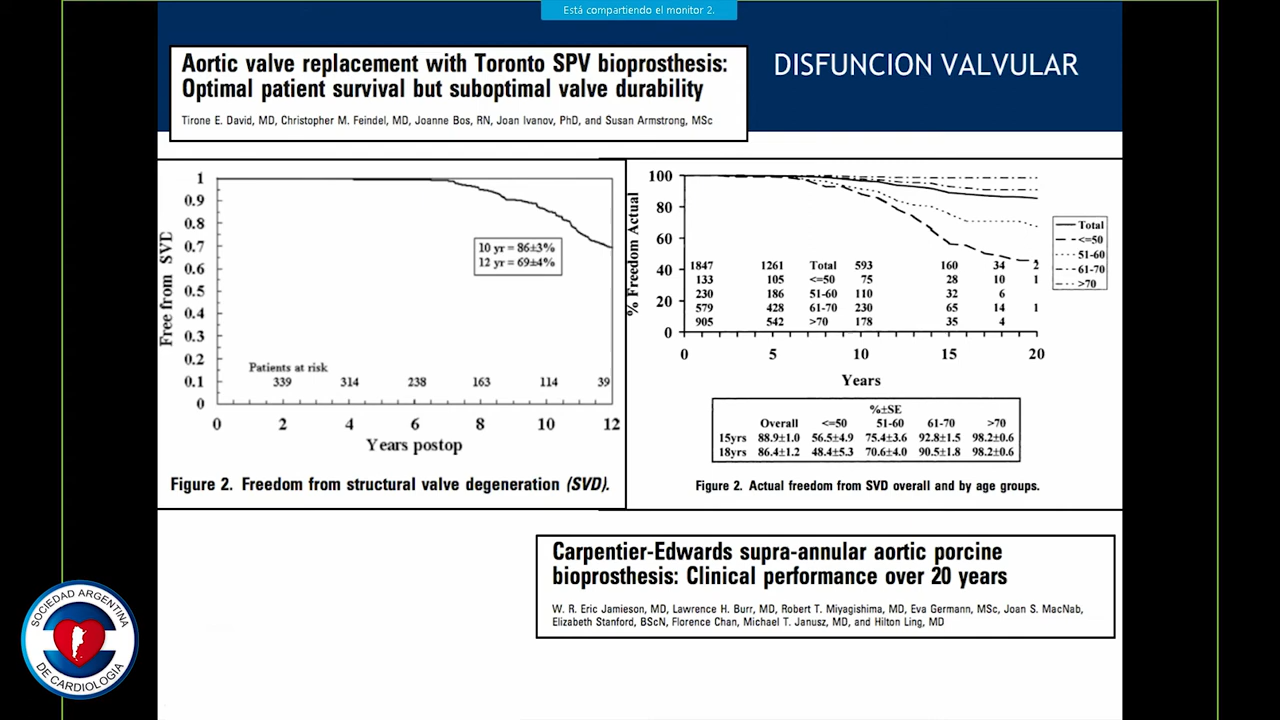 Está compartiendo el monitor 2.
DISFUNCION VALVULAR
Aortic valve replacement with Toronto SPV bioprosthesis:
Optimal patient survival but suboptimal valve durability
Tirone E. David, MD, Christopher M. Feindel, MD, Joanne Bos, RN, Joan Ivanov, PhD, and Susan Armstrong, MSc
Free from SVD
1
0.9
0.8
0.7
0.6
0.5
0.4
0.3
0.2
0.1
0
10 yr = 86±3%
12 yr = 69±4%
Patients at risk
339 314 238 163 114 39
0 2 4 6 8 10 12
Years postop
Figure 2. Freedom from structural valve degeneration (SVD).
% Freedom Actual
100
80
60
40
20
0
Total
<=50
51-60
61-70
>70
1847 1261 Total 593 160 34 2
133 105 <=50 75 28 10 1
230 186 51-60 110 32 6
579 428 61-70 230 65 14 1
905 542 >70 178 35 4
0 5 10 15 20
Years
%±SE
Overall <=50 51-60 61-70 >70
15yrs 88.9±1.0 56.5±4.9 75.4±3.6 92.8±1.5 98.2±0.6
18yrs 86.4±1.2 48.4±5.3 70.6±4.0 90.5±1.8 98.2±0.6
Figure 2. Actual freedom from SVD overall and by age groups.
Carpentier-Edwards supra-annular aortic porcine
bioprosthesis: Clinical performance over 20 years
W. R. Eric Jamieson, MD, Lawrence H. Burr, MD, Robert T. Miyagishima, MD, Eva Germann, MSc, Joan S. MacNab,
Elizabeth Stanford, BScN, Florence Chan, Michael T. Janusz, MD, and Hilton Ling, MD
SOCIEDAD ARGENTINA
DE CARDIOLOGIA